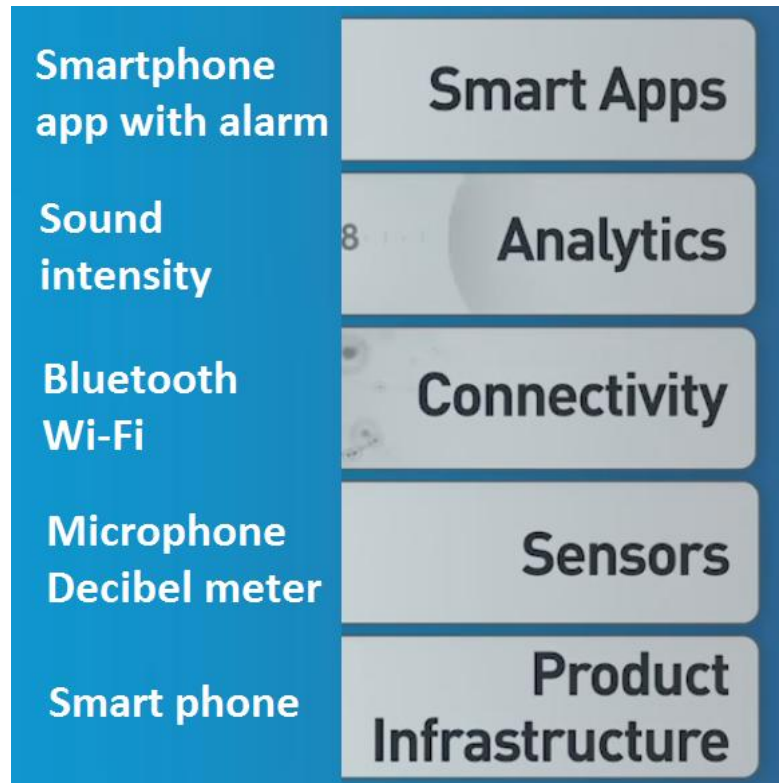 Smartphone
app with alarm
Smart Apps
Sound
intensity
8
Analytics
Bluetooth
Wi-Fi
Connectivity
Microphone
Decibel meter
Sensors
Smart phone
Product
Infrastructure